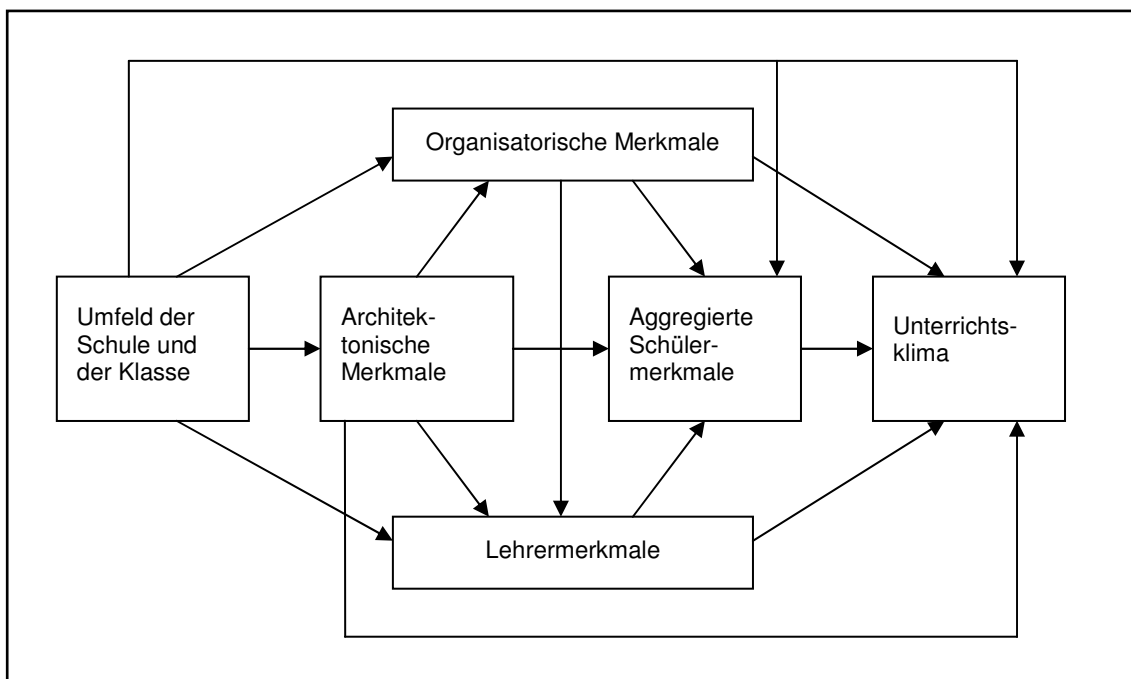 Organisatorische Merkmale
Umfeld der
Schule und
der Klasse
Architek-
tonische
Merkmale
Aggregierte
Schüler-
merkmale
Unterrichts-
klima
Lehrermerkmale